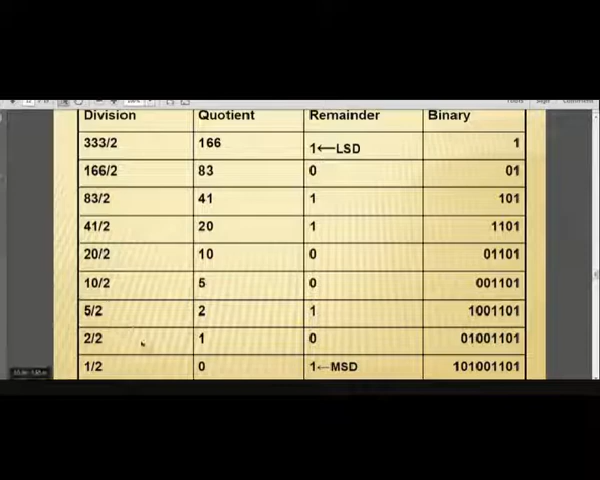 Division Quotient Remainder Binary
333/2 166 1←LSD 1
166/2 83 0 01
83/2 41 1 101
41/2 20 1 1101
20/2 10 0 01101
10/2 5 0 001101
5/2 2 1 1001101
2/2 1 0 01001101
1/2 0 1←MSD 101001101